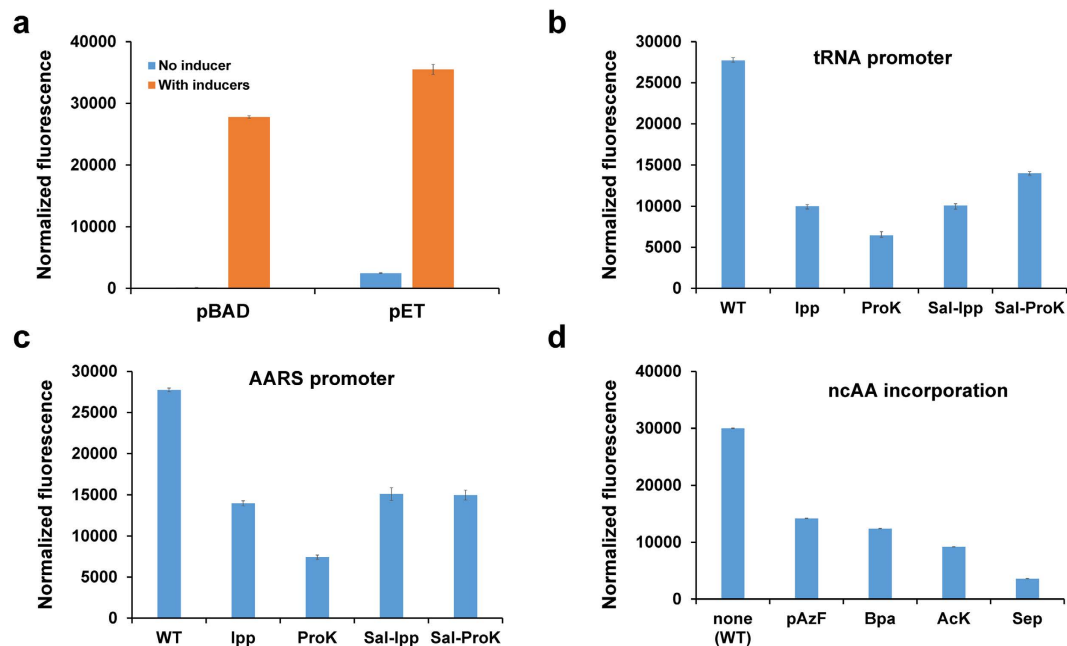 a
Normalized fluorescence
40000
30000
20000
10000
0
No inducer
With inducers
pBAD pET
b
Normalized fluorescence
30000
25000
20000
15000
10000
5000
0
tRNA promoter
WT lpp ProK Sal-lpp Sal-ProK
c
Normalized fluorescence
30000
25000
20000
15000
10000
5000
0
AARS promoter
WT lpp ProK Sal-lpp Sal-ProK
d
Normalized fluorescence
40000
30000
20000
10000
0
ncAA incorporation
none pAzF Bpa AcK Sep
(WT)